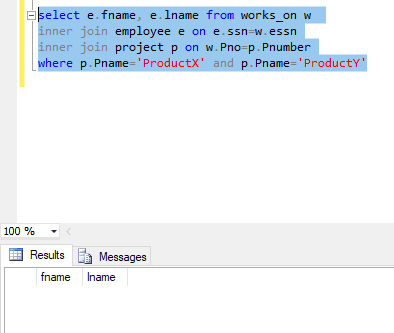 select e.fname, e.lname from works_on w
inner join employee e on e.ssn=w.essn
inner join project p on w.Pno=p.Pnumber
where p.Pname='ProductX' and p.Pname='ProductY'
100 %
Results Messages
fname lname